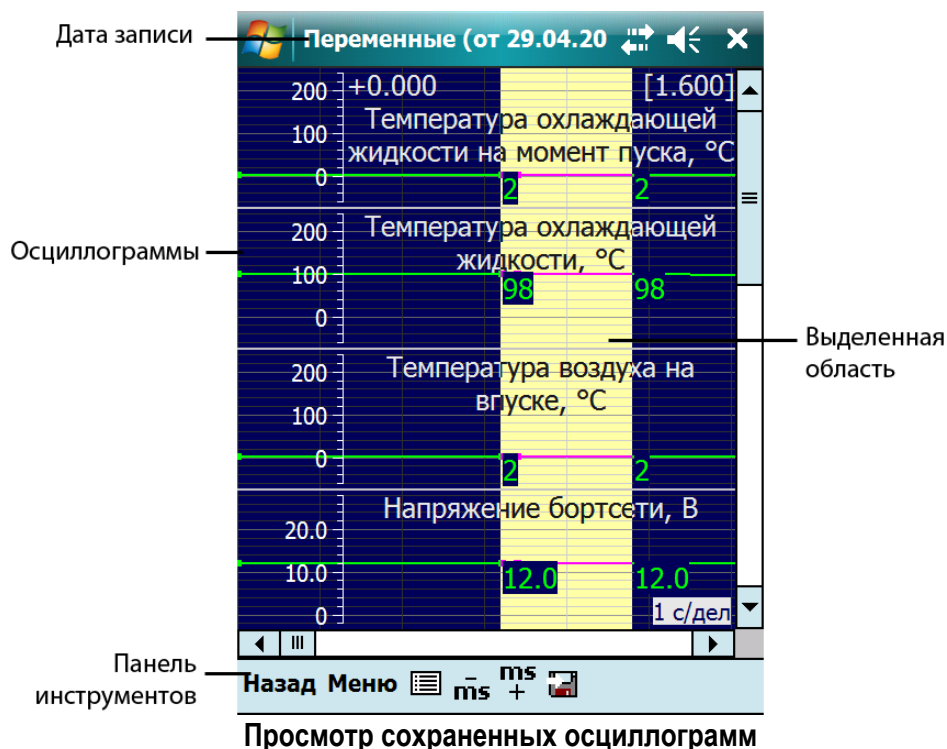 Дата записи
Переменные (от 29.04.20
200
+0.000
[1.600]
Температура охлаждающей
100
жидкости на момент пуска, °C
0
2
2
Осциллограммы
200
Температура охлаждающей
жидкости, °C
100
98
98
0
Выделенная
область
200
Температура воздуха на
впуске, °C
100
0
2
2
Напряжение бортсети, В
20.0
10.0
12.0
12.0
0
1 с/дел
Панель
инструментов
Назад Меню
– ms
ms +
Просмотр сохраненных осциллограмм